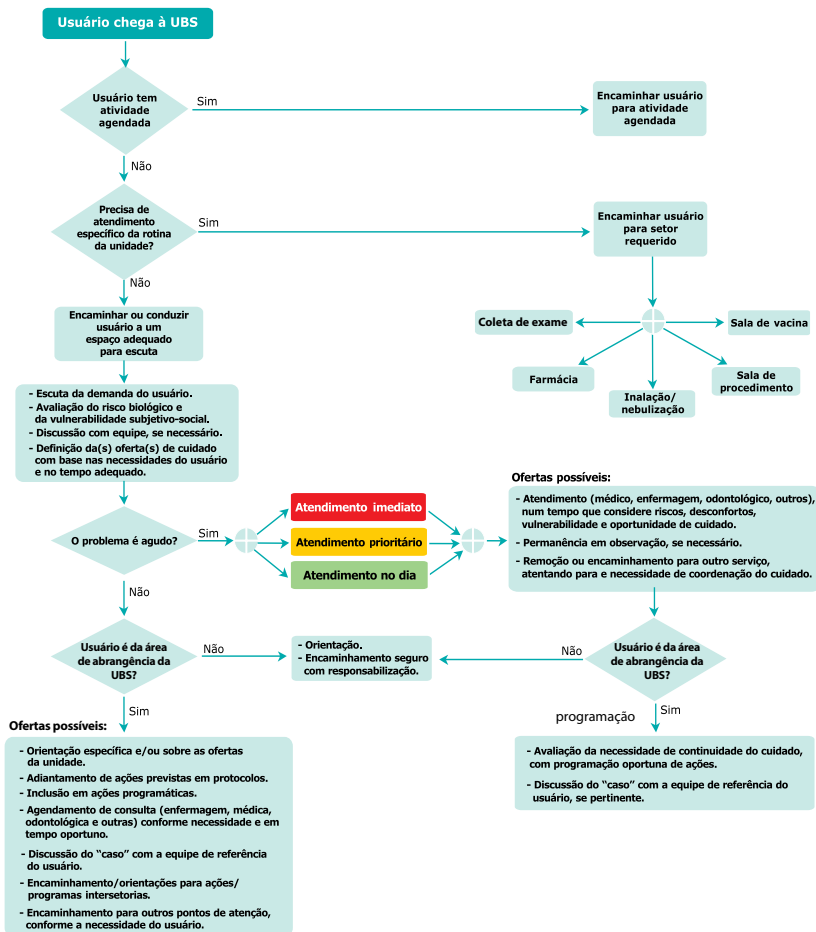 Usuário chega à UBS
Usuário tem
atividade
agendada
Sim
Encaminhar usuário
para atividade
agendada
Não
Precisa de
atendimento
específico da rotina
da unidade?
Sim
Encaminhar usuário
para setor
requerido
Não
Coleta de exame
Sala de vacina
Farmácia
Inalação/
nebulização
Sala de
procedimento
Encaminhar ou conduzir
usuário a um
espaço adequado
para escuta
- Escuta da demanda do usuário.
- Avaliação do risco biológico e
da vulnerabilidade subjetivo-social.
- Discussão com equipe, se necessário.
- Definição da(s) oferta(s) de cuidado
com base nas necessidades do usuário
e no tempo adequado.
O problema é agudo?
Sim
Atendimento imediato
Atendimento prioritário
Atendimento no dia
Ofertas possíveis:
- Atendimento (médico, enfermagem, odontológico, outros),
num tempo que considere riscos, desconfortos,
vulnerabilidade e oportunidade de cuidado.
- Permanência em observação, se necessário.
- Remoção ou encaminhamento para outro serviço,
atentando para e necessidade de coordenação do cuidado.
Não
Usuário é da área
de abrangência da
UBS?
Não
- Orientação.
- Encaminhamento seguro
com responsabilização.
Não
Usuário é da área
de abrangência da
UBS?
Sim
programação
Sim
- Avaliação da necessidade de continuidade do cuidado,
com programação oportuna de ações.
- Discussão do “caso” com a equipe de referência do
usuário, se pertinente.
Ofertas possíveis:
- Orientação específica e/ou sobre as ofertas
da unidade.
- Adiantamento de ações previstas em protocolos.
- Inclusão em ações programáticas.
- Agendamento de consulta (enfermagem, médica,
odontológica e outras) conforme necessidade e em
tempo oportuno.
- Discussão do “caso” com a equipe de referência
do usuário.
- Encaminhamento/orientações para ações/
programas intersetorias.
- Encaminhamento para outros pontos de atenção,
conforme a necessidade do usuário.